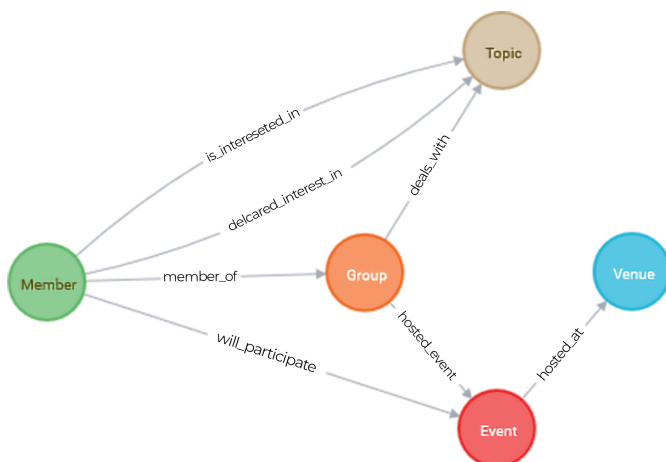 Topic
is_intereseted_in
deals_with
delcared_interest_in
Member
member_of
Group
Venue
will_participate
hosted_event
hosted_at
Event